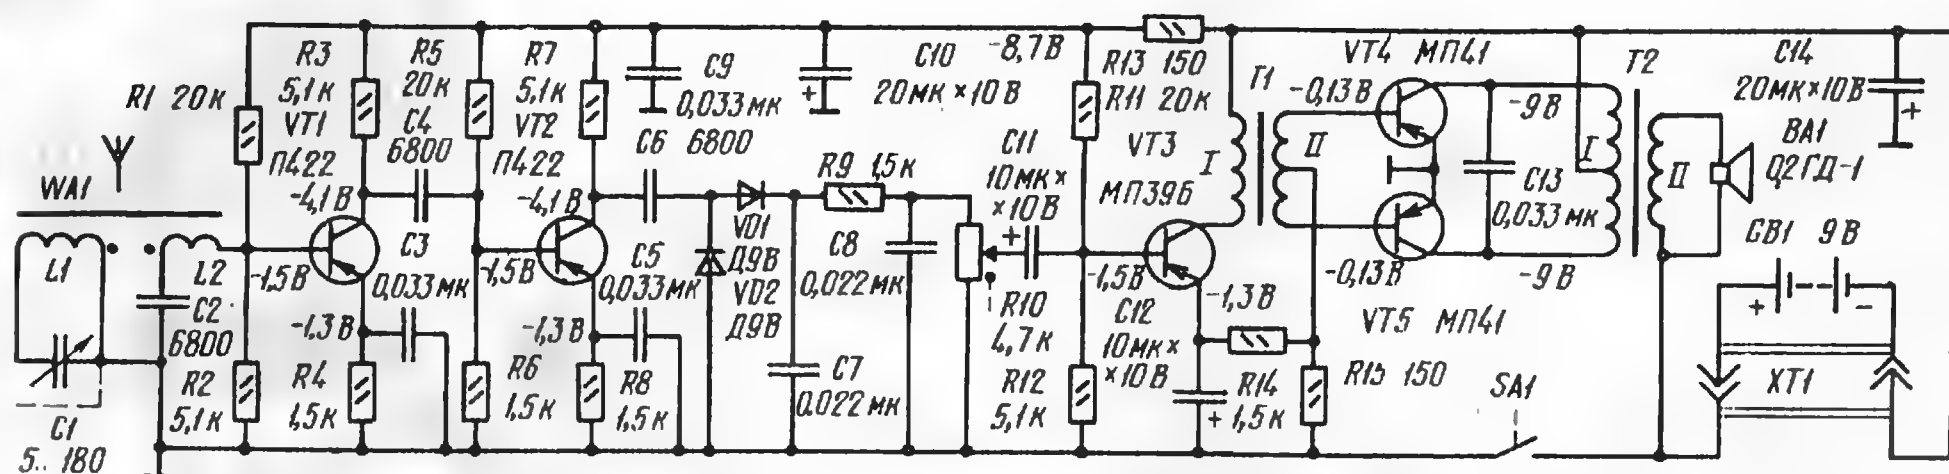 WA1
L1
C1
5.. 180
L2
C2
6800
R1 20к
R2
5,1к
R3
5,1к
VT1
П422
-4,1В
-1,5В
-1,3В
R4
1,5к
C3
0,033мк
R5
20к
C4
6800
R6
1,5к
R7
5,1к
VT2
П422
-4,1В
-1,5В
-1,3В
C5
0,033мк
R8
1,5к
C9
0,033мк
C6 6800
VD1
Д9В
VD2
Д9В
C7
0.022мк
R9 1,5к
C8
0,022мк
C10
20мк×10В
+
-8,7В
C11
10мк×
×10В
+
R10
4,7к
R13 150
R11 20к
VT3
МП39б
-1,5В
-1,3В
R12
5,1к
C12
10мк×
×10В
+
R14
1,5к
R15 150
T1
I
II
-0,13В
-0,13В
VT4 МП41
VT5 МП41
-9В
-9В
C13
0,033мк
T2
I
II
C14
20мк×10В
+
BA1
0,2ГД-1
GB1 9В
+
-
SA1
XT1